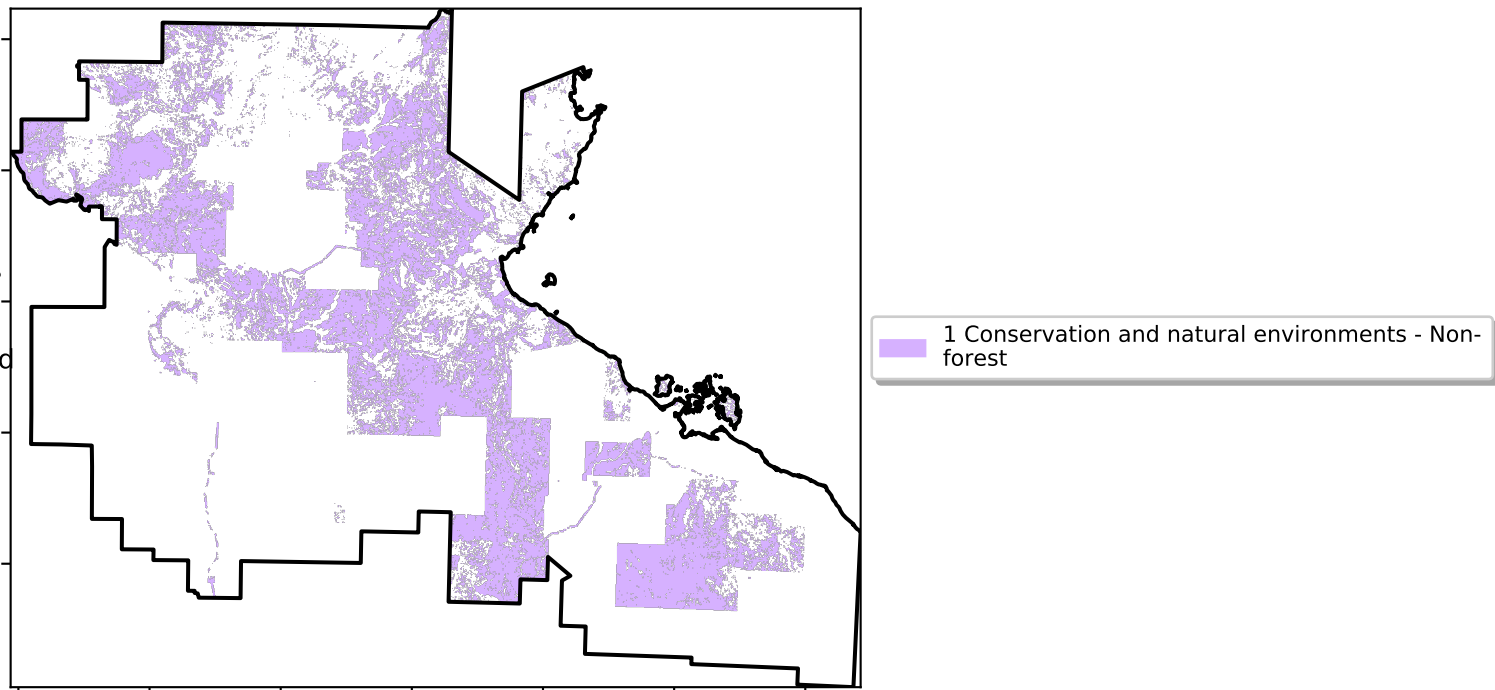 d
1 Conservation and natural environments - Non-
forest